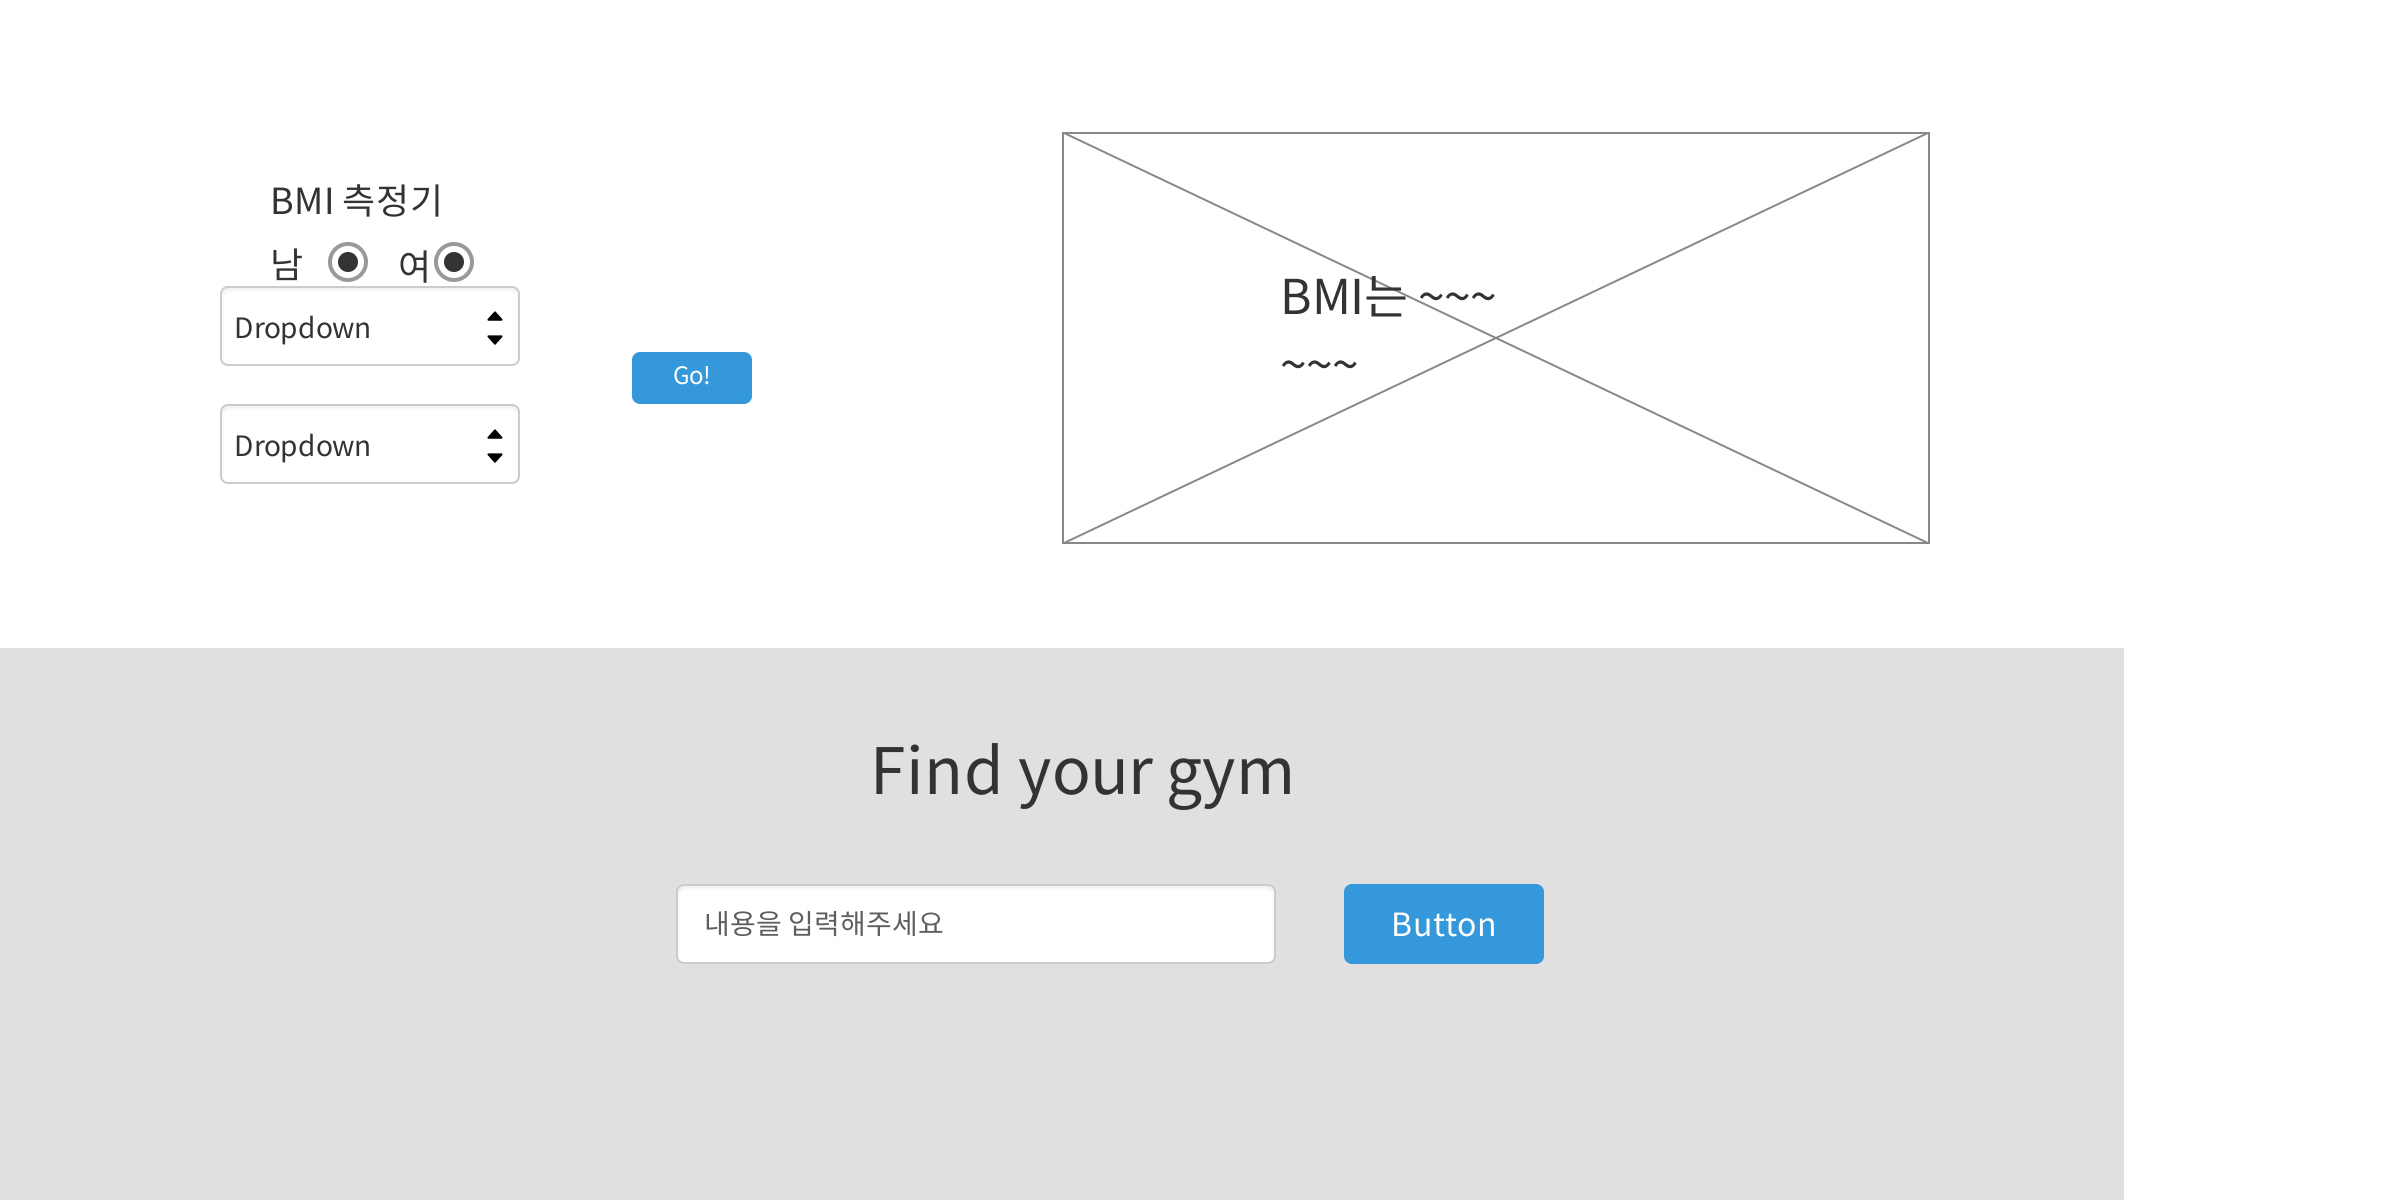 BMI 측정기
남 여
Dropdown
Dropdown
Go!
BMI는 ~~~
~~~
Find your gym
내용을 입력해주세요
Button